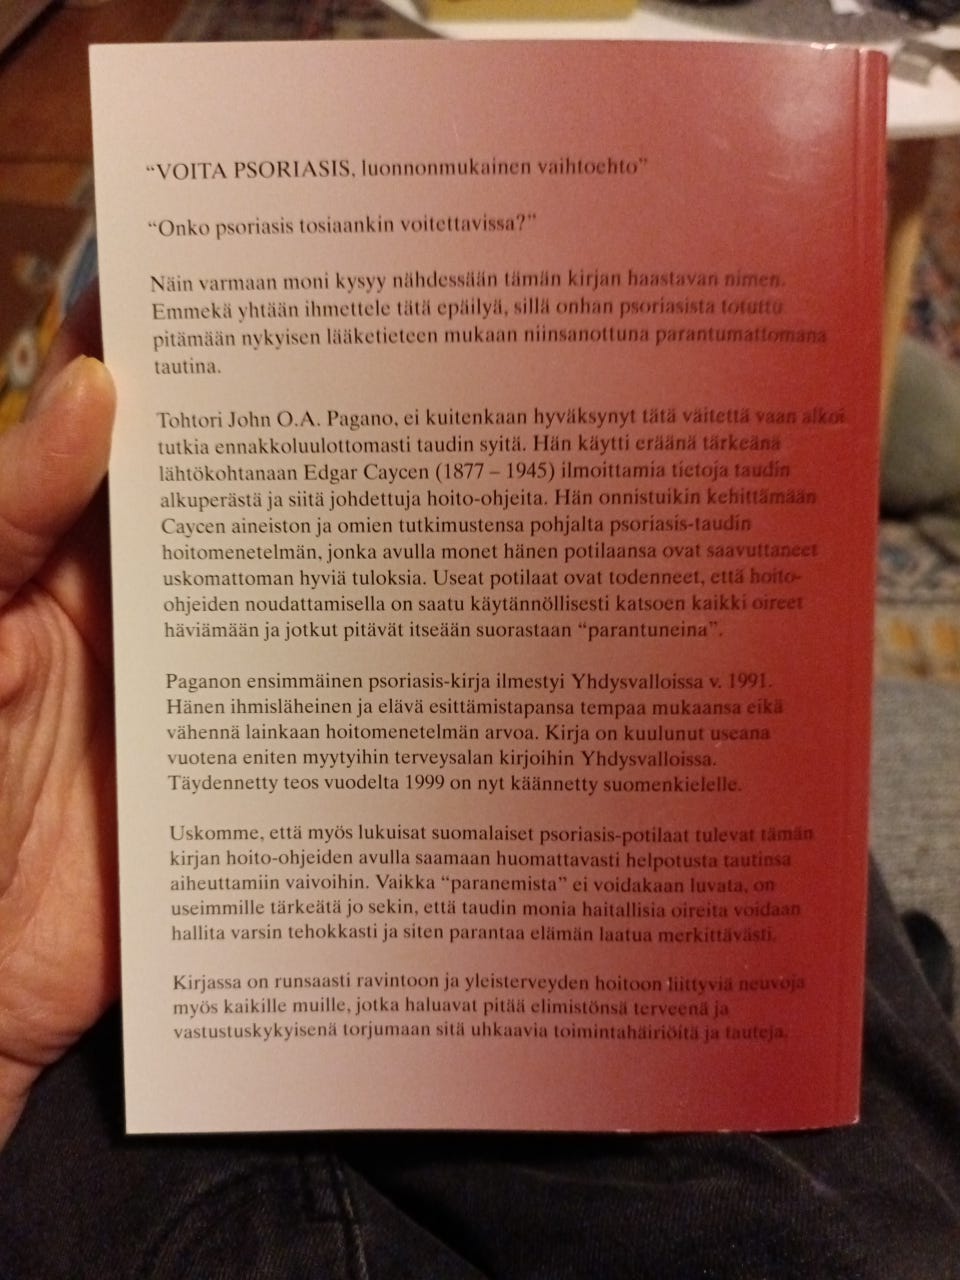 “VOITA PSORIASIS, luonnonmukainen vaihtoehto”
“Onko psoriasis tosiaankin voitettavissa?”
Näin varmaan moni kysyy nähdessään tämän kirjan haastavan nimen.
Emmekä yhtään ihmettele tätä epäilyä, sillä onhan psoriasista totuttu
pitämään nykyisen lääketieteen mukaan niinsanottuna parantumattomana
tautina.
Tohtori John O.A. Pagano, ei kuitenkaan hyväksynyt tätä väitettä vaan alkoi
tutkia ennakkoluulottomasti taudin syitä. Hän käytti eräänä tärkeänä
lähtökohtanaan Edgar Caycen (1877 – 1945) ilmoittamia tietoja taudin
alkuperästä ja siitä johdettuja hoito-ohjeita. Hän onnistuikin kehittämään
Caycen aineiston ja omien tutkimustensa pohjalta psoriasis-taudin
hoitomenetelmän, jonka avulla monet hänen potilaansa ovat saavuttaneet
uskomattoman hyviä tuloksia. Useat potilaat ovat todenneet, että hoito-
ohjeiden noudattamisella on saatu käytännöllisesti katsoen kaikki oireet
häviämään ja jotkut pitävät itseään suorastaan “parantuneina”.
Paganon ensimmäinen psoriasis-kirja ilmestyi Yhdysvalloissa v. 1991.
Hänen ihmisläheinen ja elävä esittämistapansa tempaa mukaansa eikä
vähennä lainkaan hoitomenetelmän arvoa. Kirja on kuulunut useana
vuotena eniten myytyihin terveysalan kirjoihin Yhdysvalloissa.
Täydennetty teos vuodelta 1999 on nyt käännetty suomenkielelle.
Uskomme, että myös lukuisat suomalaiset psoriasis-potilaat tulevat tämän
kirjan hoito-ohjeiden avulla saamaan huomattavasti helpotusta tautinsa
aiheuttamiin vaivoihin. Vaikka “paranemista” ei voidakaan luvata, on
useimmille tärkeätä jo sekin, että taudin monia haitallisia oireita voidaan
hallita varsin tehokkasti ja siten parantaa elämän laatua merkittävästi.
Kirjassa on runsaasti ravintoon ja yleisterveyden hoitoon liittyviä neuvoja
myös kaikille muille, jotka haluavat pitää elimistönsä terveenä ja
vastustuskykyisenä torjumaan sitä uhkaavia toimintahäiriöitä ja tauteja.